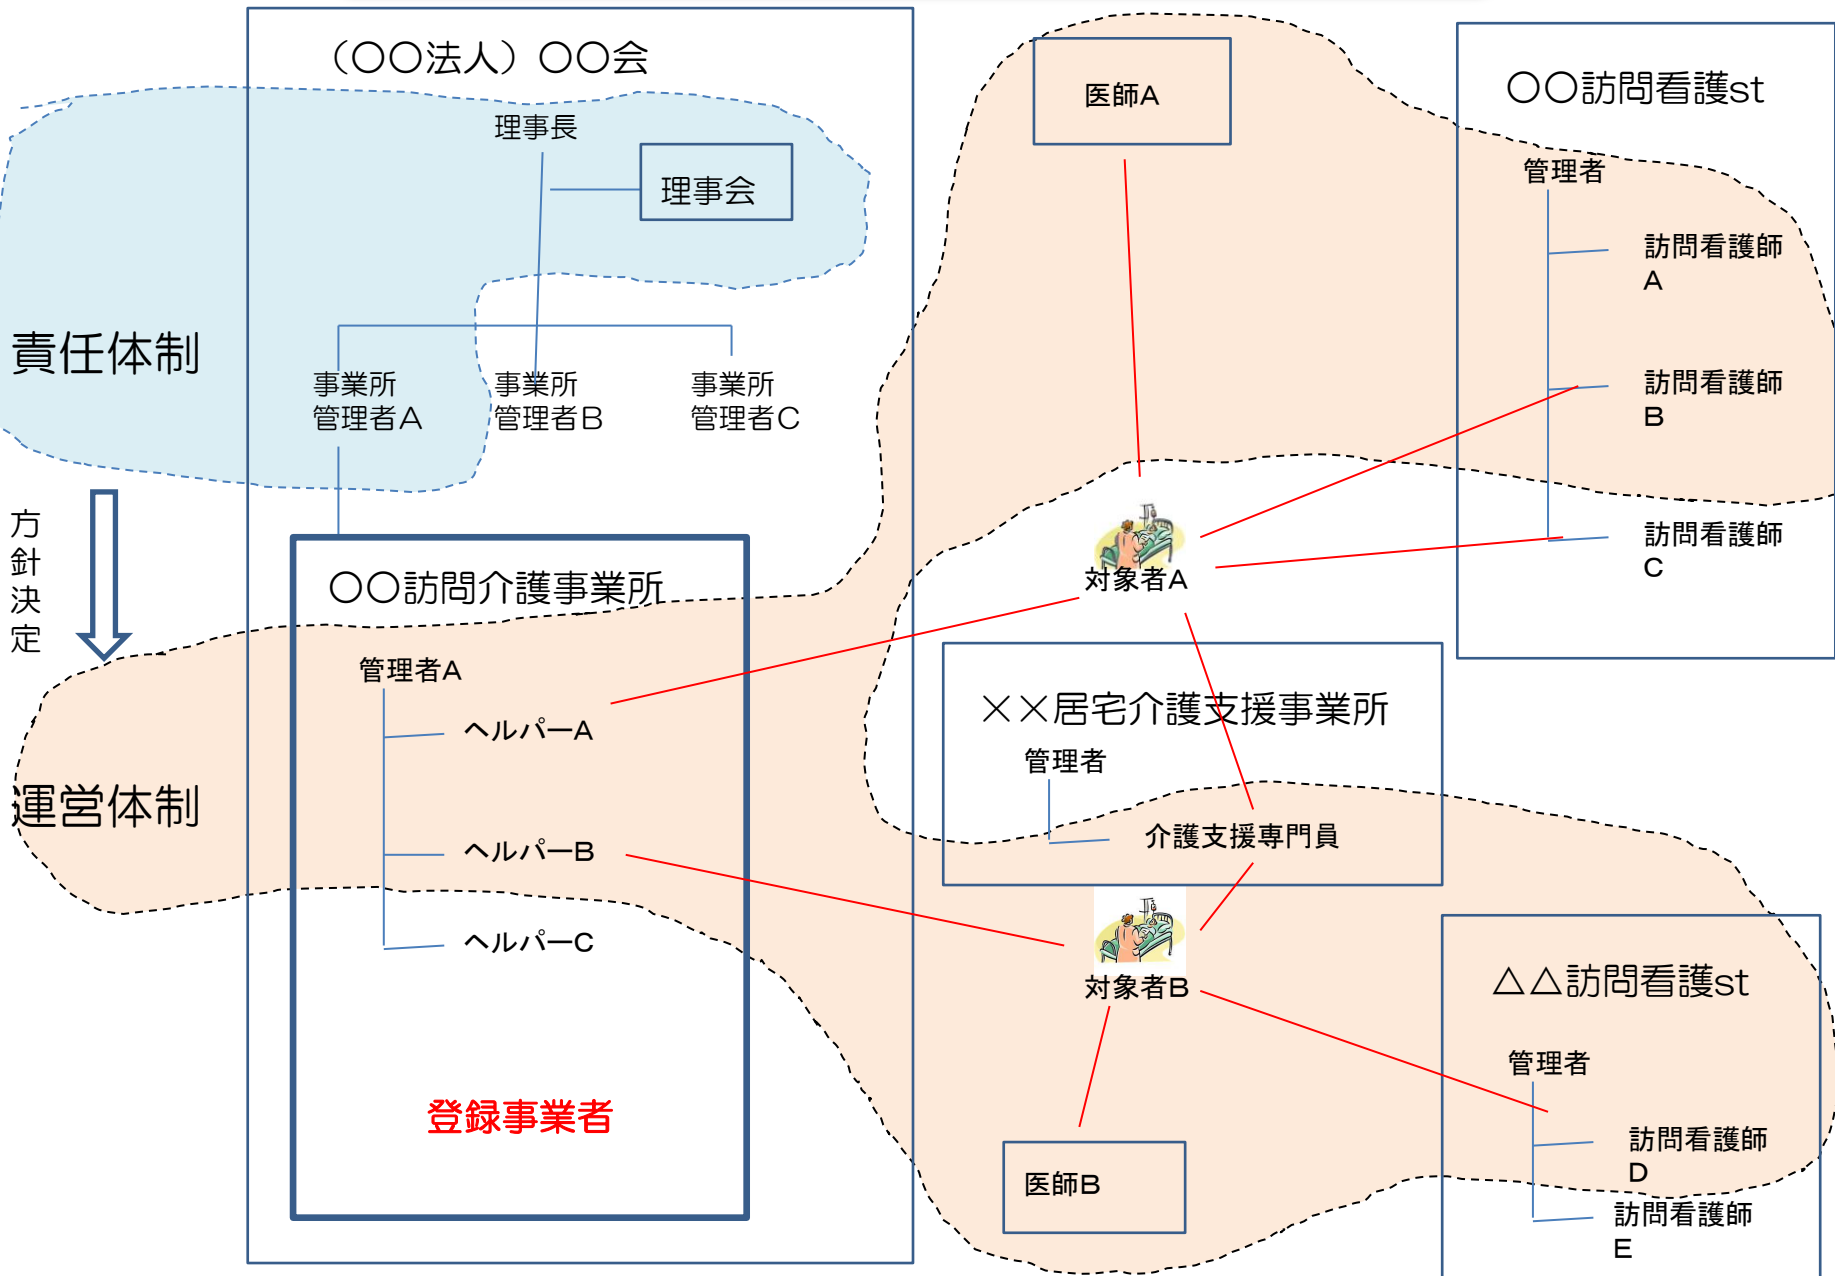 （〇〇法人）〇〇会
理事長
理事会
責任体制
事業所
管理者A
事業所
管理者B
事業所
管理者C
方
針
決
定
〇〇訪問介護事業所
管理者A
ヘルパーA
ヘルパーB
ヘルパーC
運営体制
登録事業者
医師A
〇〇訪問看護st
管理者
訪問看護師
A
訪問看護師
B
訪問看護師
C
対象者A
××居宅介護支援事業所
管理者
介護支援専門員
対象者B
医師B
△△訪問看護st
管理者
訪問看護師
D
訪問看護師
E